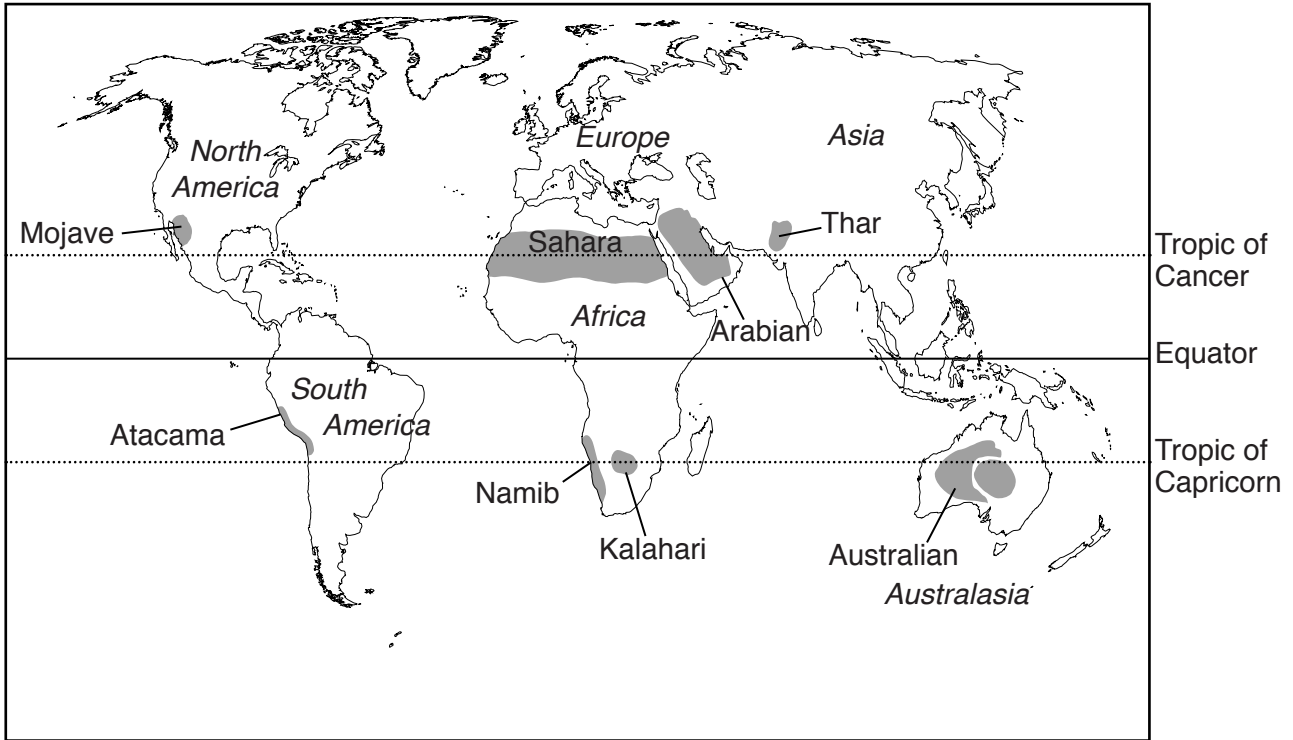 North
America
Europe
Asia
Mojave
Sahara
Thar
Tropic of
Cancer
Africa
Arabian
Equator
South
America
Atacama
Tropic of
Capricorn
Namib
Kalahari
Australian
Australasia